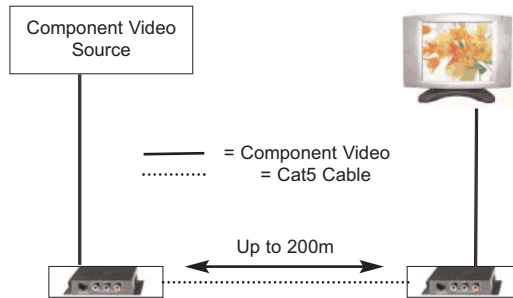 Component Video
Source
= Component Video
= Cat5 Cable
Up to 200m